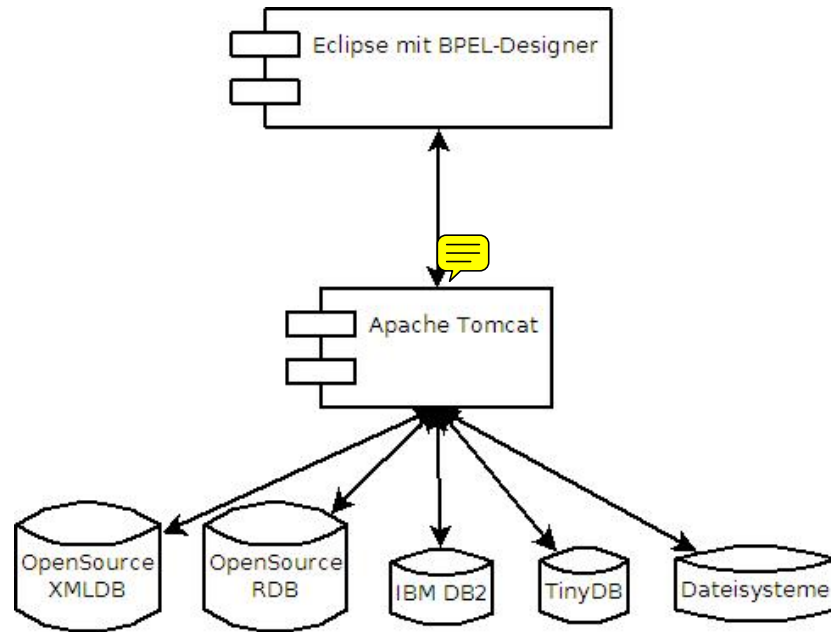 Eclipse mit BPEL-Designer
Apache Tomcat
OpenSource
XMLDB
OpenSource
RDB
IBM DB2
TinyDB
Dateisysteme